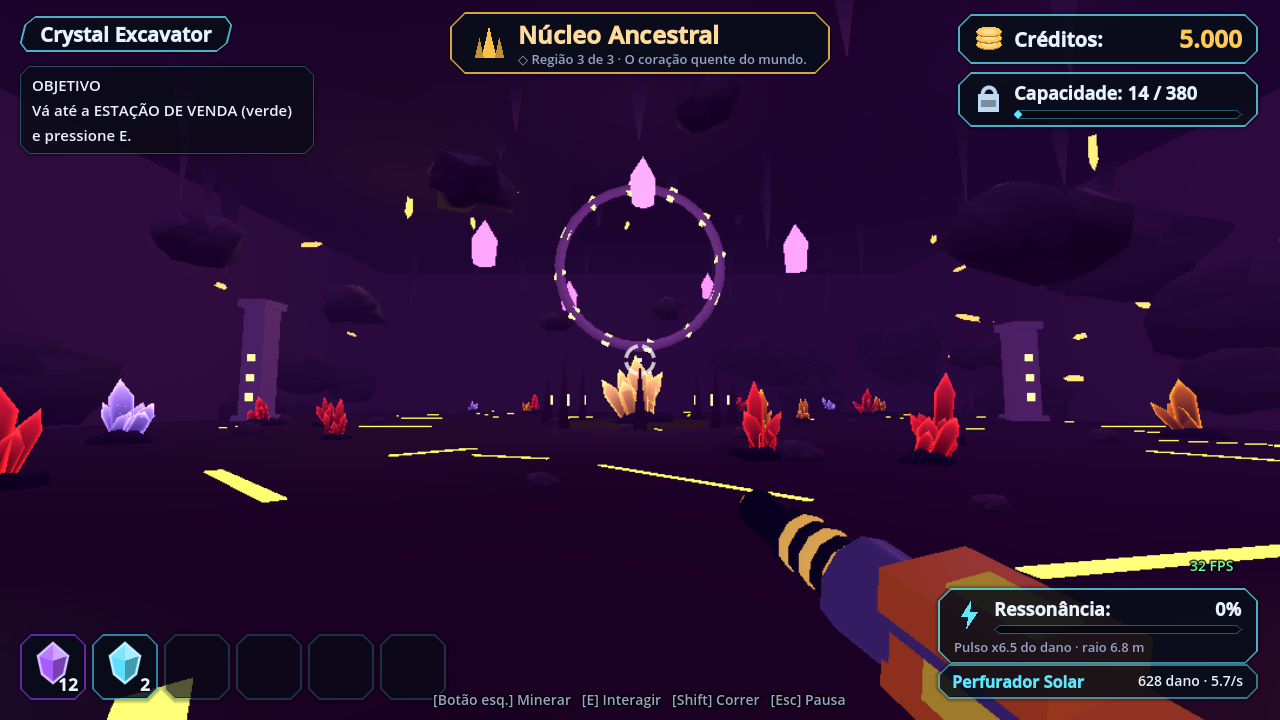 Crystal Excavator
OBJETIVO
Vá até a ESTAÇÃO DE VENDA (verde)
e pressione E.
Núcleo Ancestral
◇ Região 3 de 3 · O coração quente do mundo.
Créditos: 5.000
Capacidade: 14 / 380
32 FPS
Ressonância: 0%
Pulso x6.5 do dano · raio 6.8 m
Perfurador Solar 628 dano · 5.7/s
12 2
[Botão esq.] Minerar [E] Interagir [Shift] Correr [Esc] Pausa